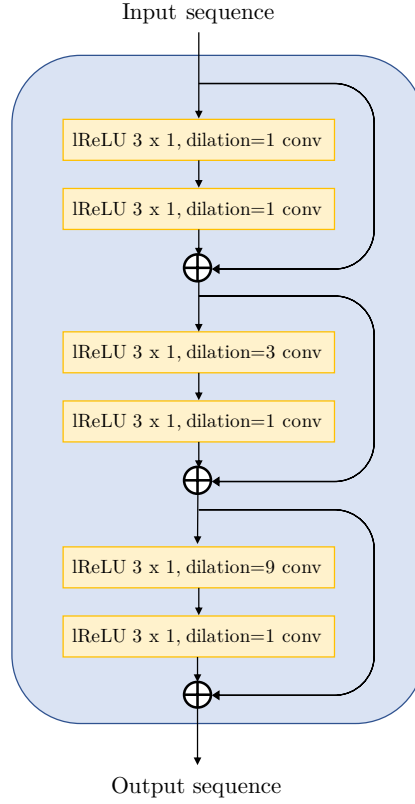 Input sequence
lReLU 3 x 1, dilation=1 conv
lReLU 3 x 1, dilation=1 conv
lReLU 3 x 1, dilation=3 conv
lReLU 3 x 1, dilation=1 conv
lReLU 3 x 1, dilation=9 conv
lReLU 3 x 1, dilation=1 conv
Output sequence